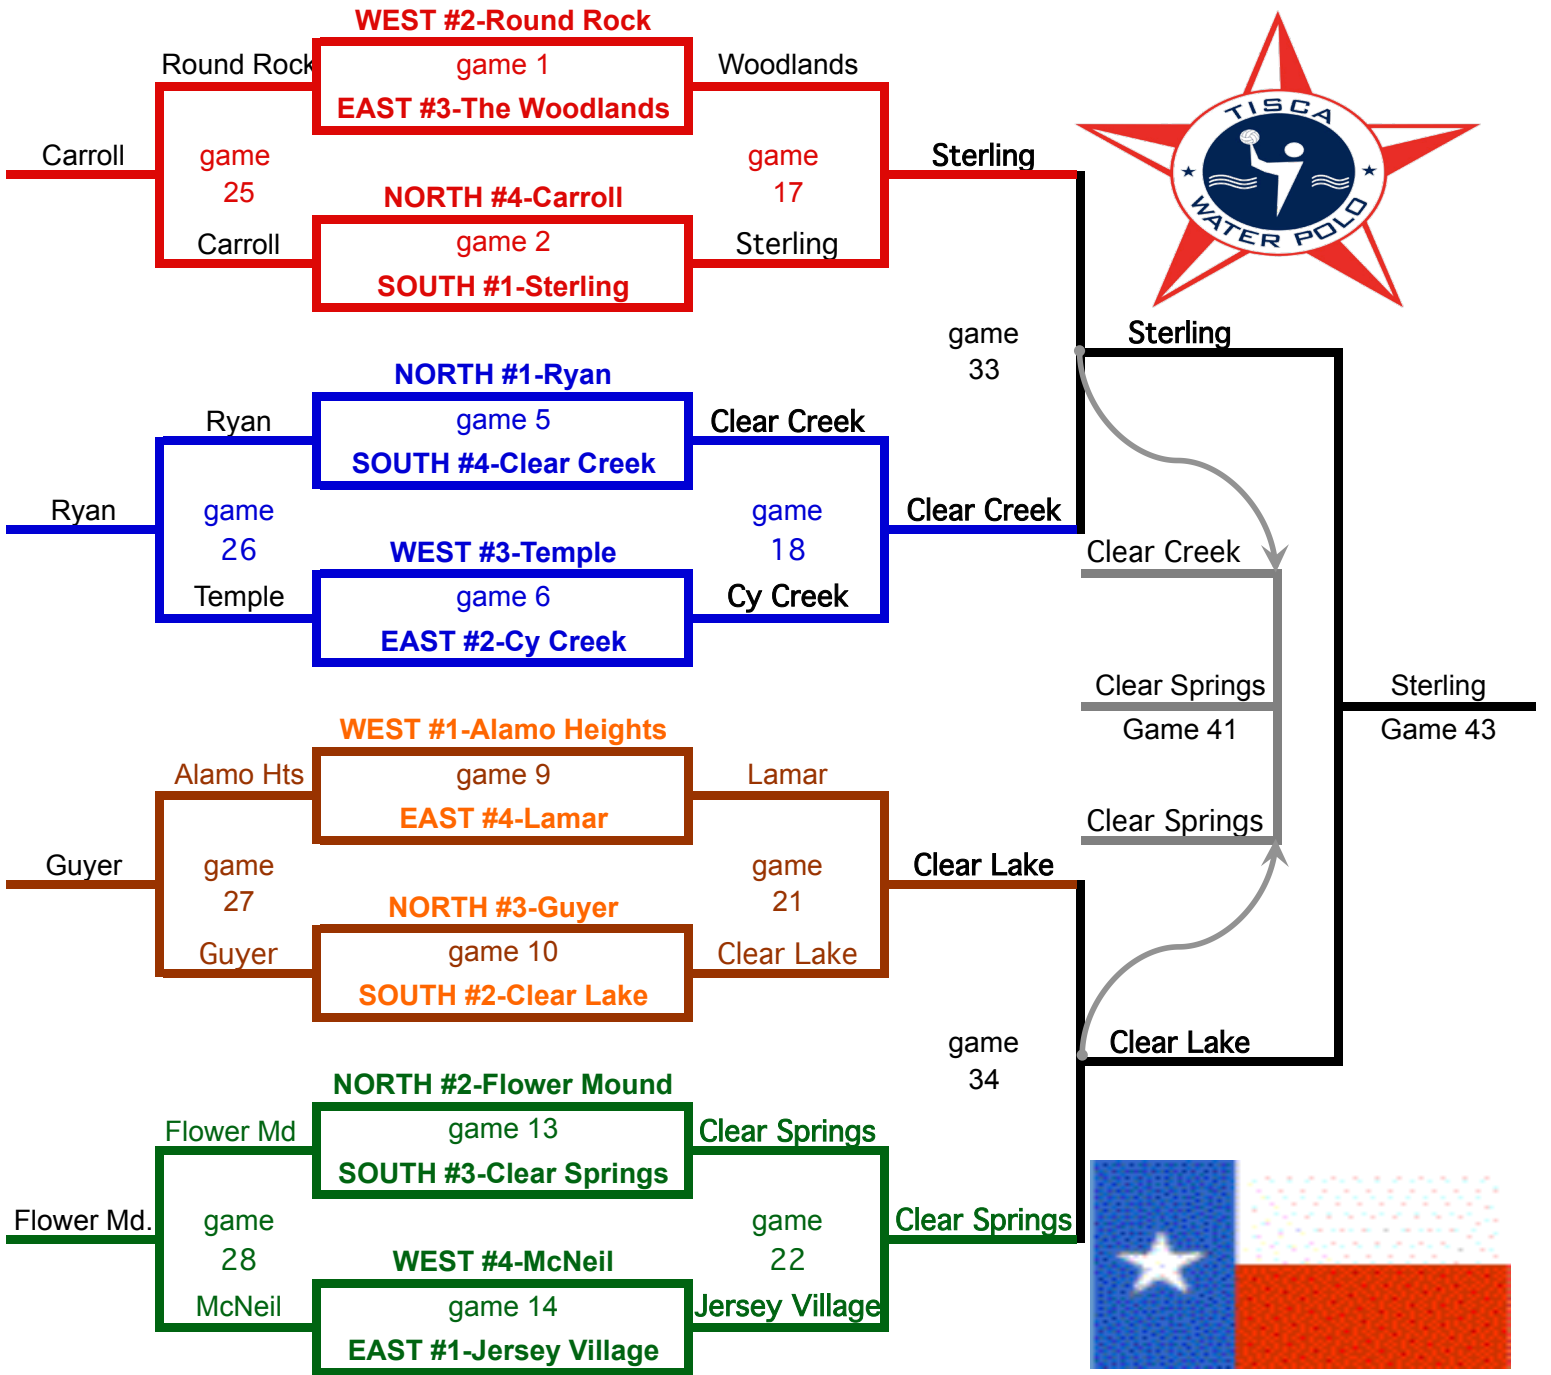 WEST #2-Round Rock
Round Rock
game 1
Woodlands
EAST #3-The Woodlands
TISCA
WATER POLO
Carroll
game
25
game
17
Sterling
NORTH #4-Carroll
Carroll
game 2
Sterling
SOUTH #1-Sterling
game
33
Sterling
NORTH #1-Ryan
Ryan
game 5
Clear Creek
SOUTH #4-Clear Creek
Ryan
game
26
game
18
Clear Creek
WEST #3-Temple
Clear Creek
Temple
game 6
Cy Creek
EAST #2-Cy Creek
Clear Springs
Game 41
Sterling
Game 43
WEST #1-Alamo Heights
Alamo Hts
game 9
Lamar
EAST #4-Lamar
Clear Springs
Guyer
game
27
game
21
Clear Lake
NORTH #3-Guyer
Guyer
game 10
Clear Lake
SOUTH #2-Clear Lake
game
34
Clear Lake
NORTH #2-Flower Mound
Flower Md
game 13
Clear Springs
SOUTH #3-Clear Springs
Flower Md.
game
28
game
22
Clear Springs
WEST #4-McNeil
McNeil
game 14
Jersey Village
EAST #1-Jersey Village